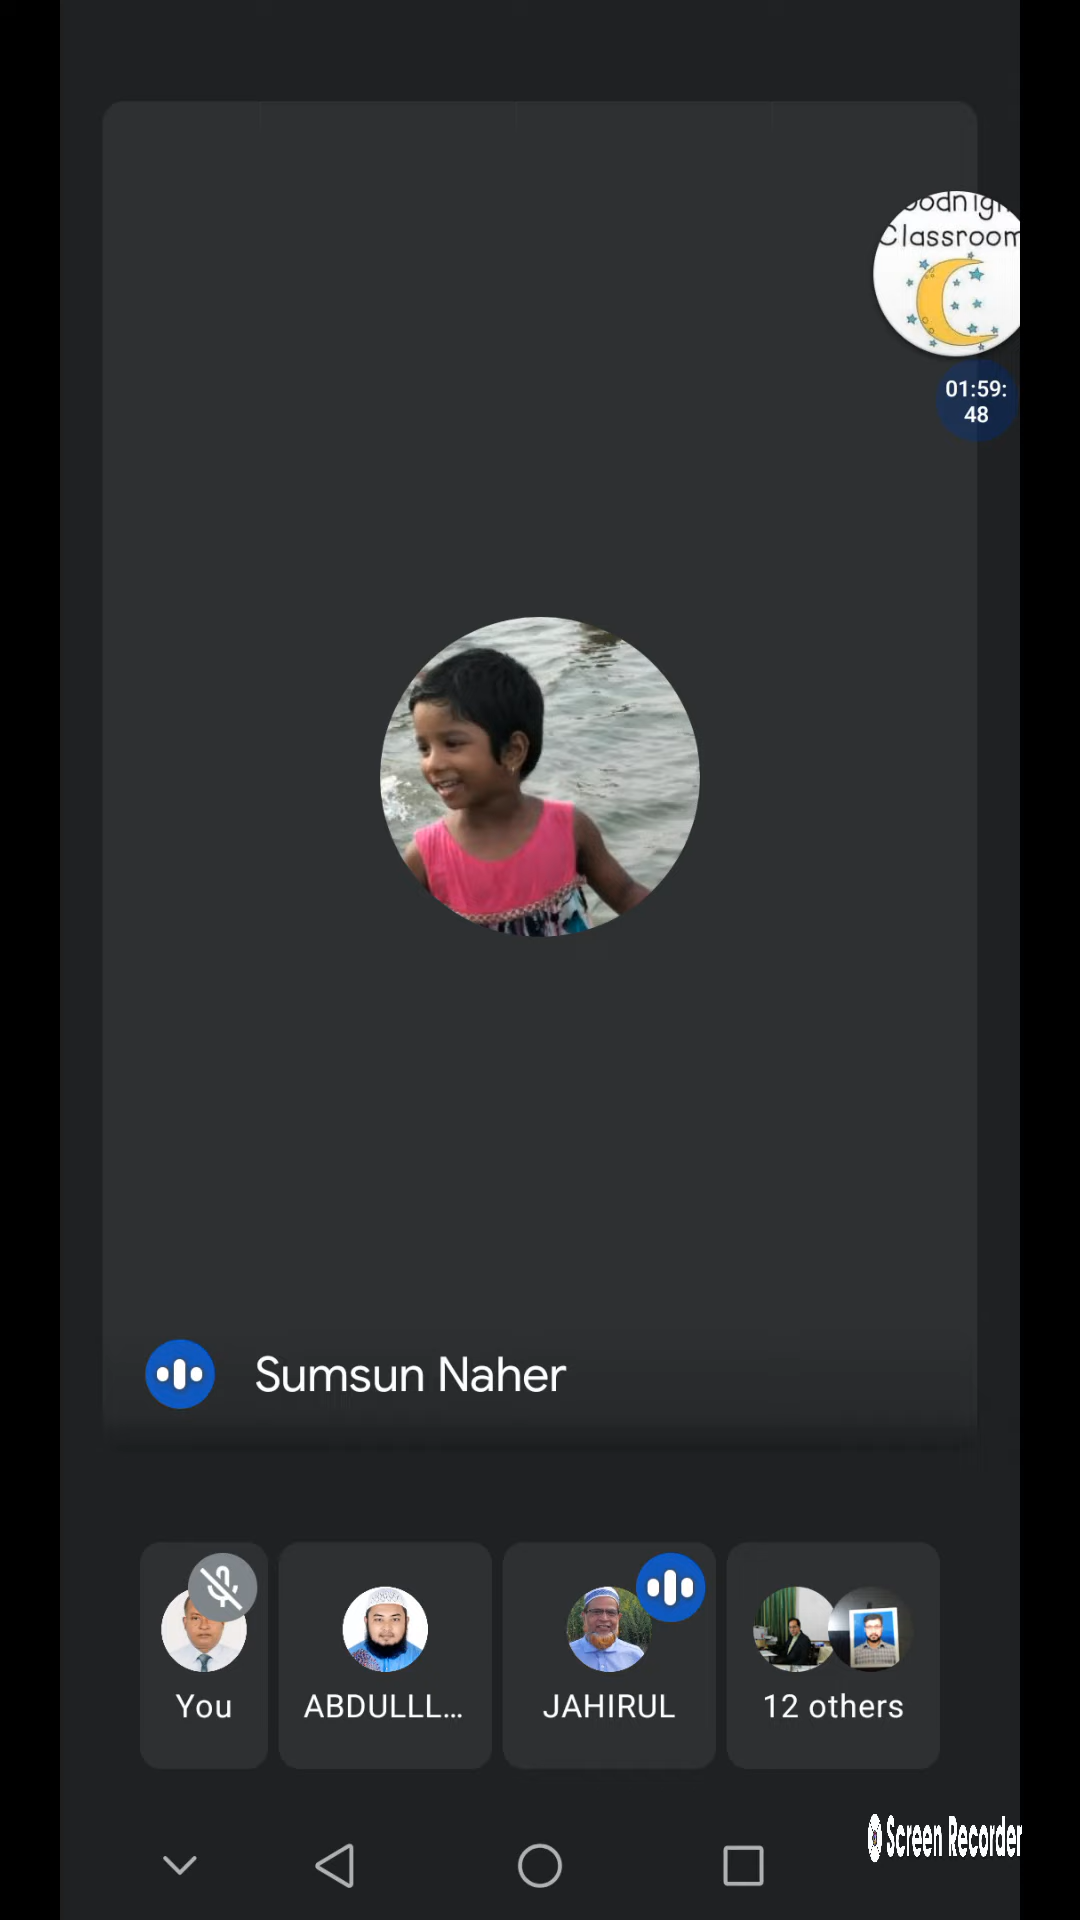 Classroom
01:59:
48
Sumsun Naher
You
ABDULLL...
JAHIRUL
12 others
Screen Recorder